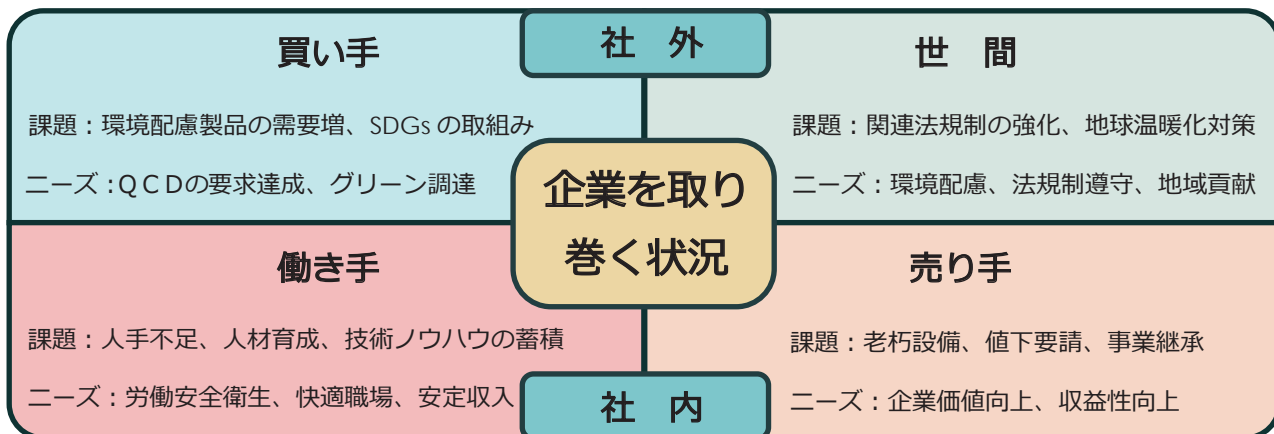 社 外
買い手
課題：環境配慮製品の需要増、SDGs の取組み
ニーズ：ＱＣＤの要求達成、グリーン調達
世 間
課題：関連法規制の強化、地球温暖化対策
ニーズ：環境配慮、法規制遵守、地域貢献
企業を取り
巻く状況
働き手
課題：人手不足、人材育成、技術ノウハウの蓄積
ニーズ：労働安全衛生、快適職場、安定収入
売り手
課題：老朽設備、値下要請、事業継承
ニーズ：企業価値向上、収益性向上
社 内